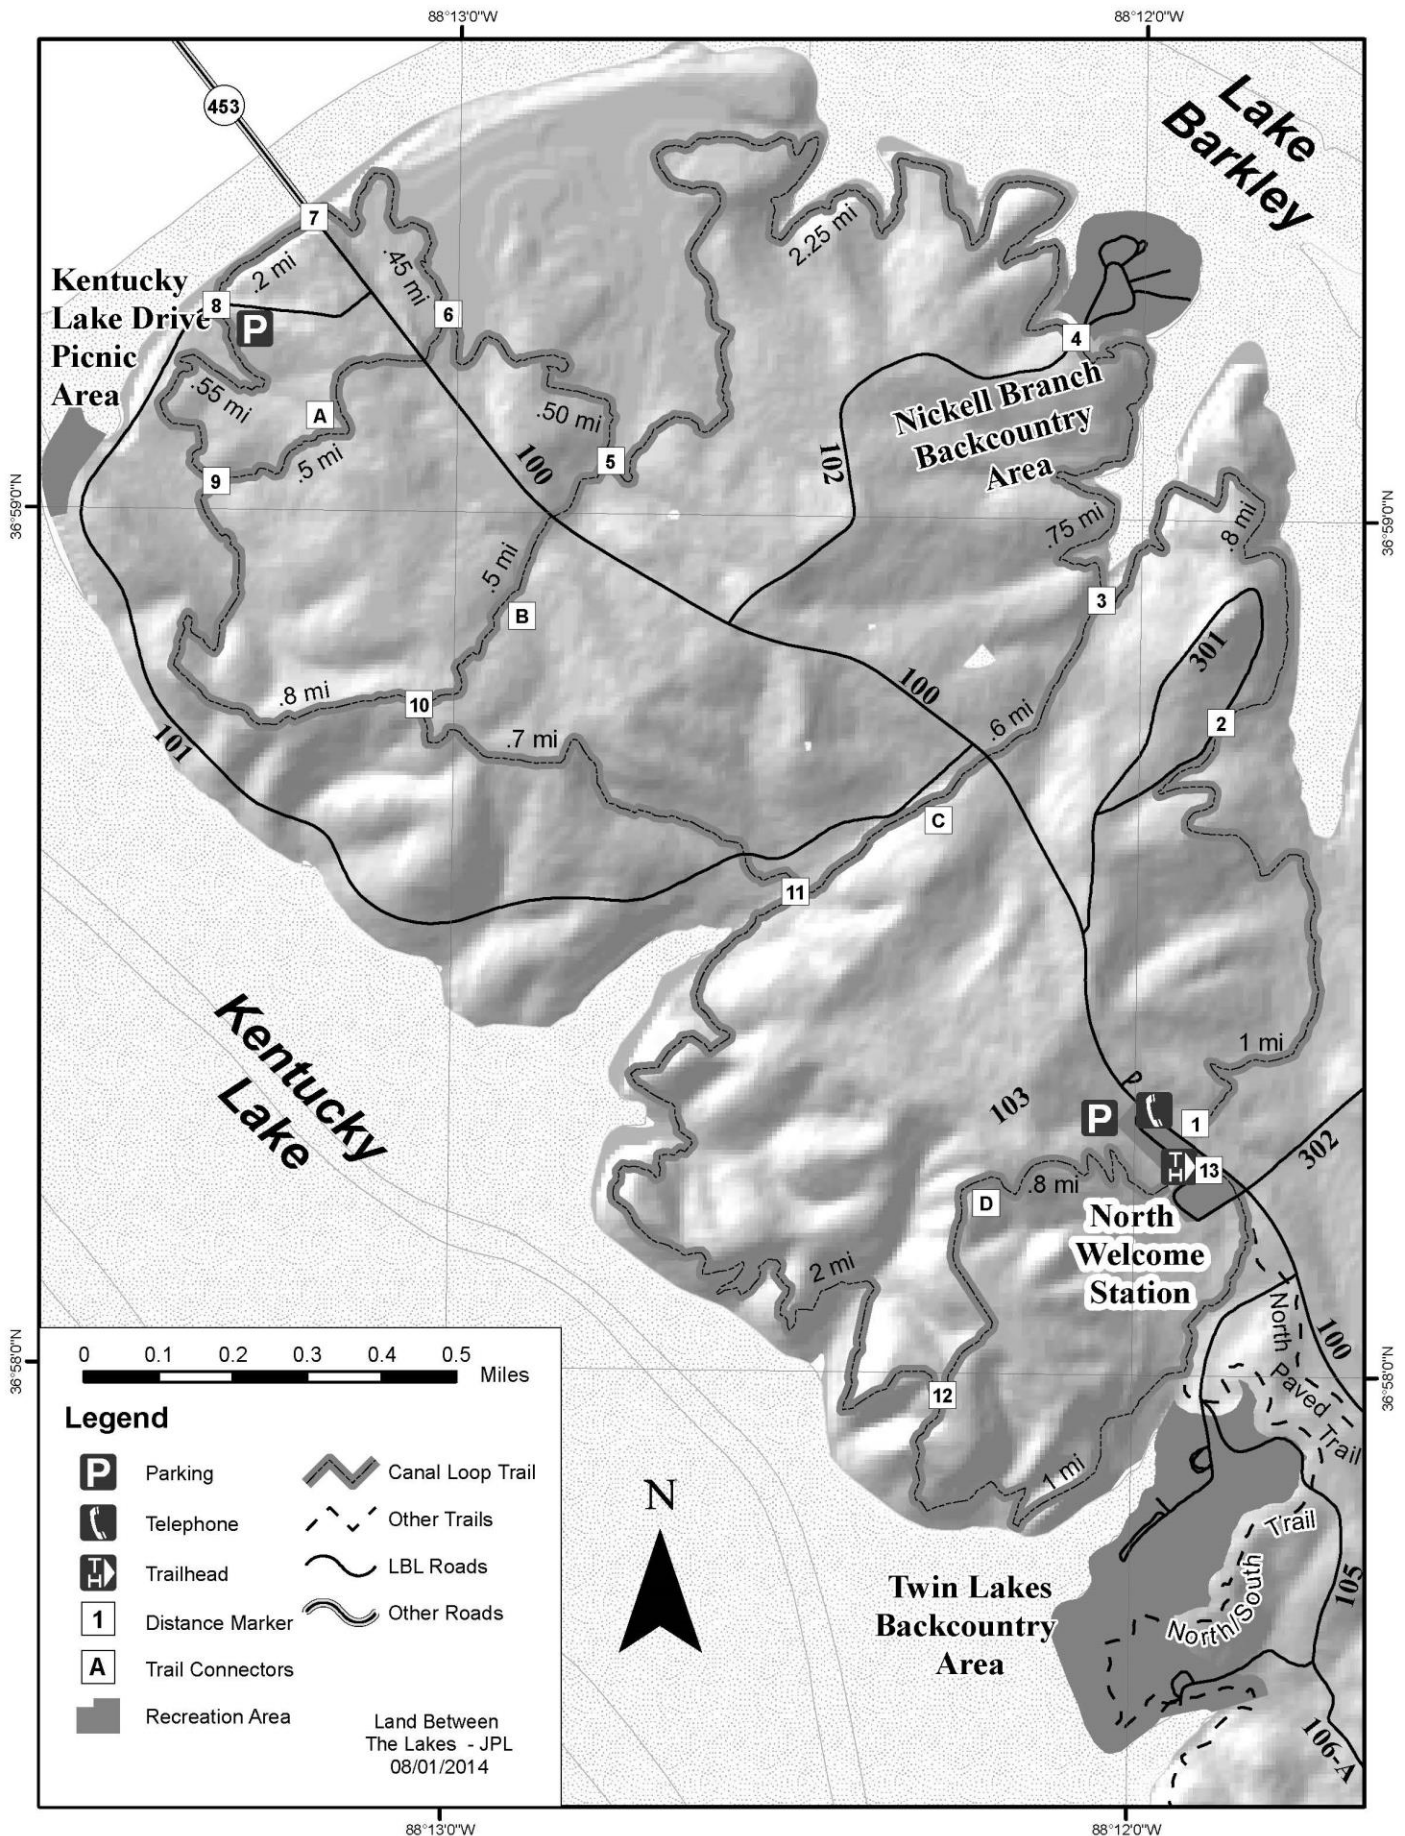 88°13'0"W
88°12'0"W
453
Lake
Barkley
7
.2 mi
.45 mi
2.25 mi
Kentucky
Lake Drive
Picnic
Area
8
P
6
4
.55 mi
A
.50 mi
Nickell Branch
Backcountry
Area
9
.5 mi
100
5
102
36°59'0"N
36°59'0"N
.75 mi
.8 mi
.5 mi
B
3
301
.8 mi
10
100
.6 mi
2
101
.7 mi
C
11
Kentucky
Lake
1 mi
103
P
1
302
TH
13
.8 mi
D
North
Welcome
Station
2 mi
North
Paved
Trail
100
36°58'0"N
36°58'0"N
12
1 mi
Trail
North/South
105
Twin Lakes
Backcountry
Area
106-A
N
0 0.1 0.2 0.3 0.4 0.5
Miles
Legend
P Parking
Telephone
TH Trailhead
1 Distance Marker
A Trail Connectors
Recreation Area
Canal Loop Trail
Other Trails
LBL Roads
Other Roads
Land Between
The Lakes - JPL
08/01/2014
88°13'0"W
88°12'0"W